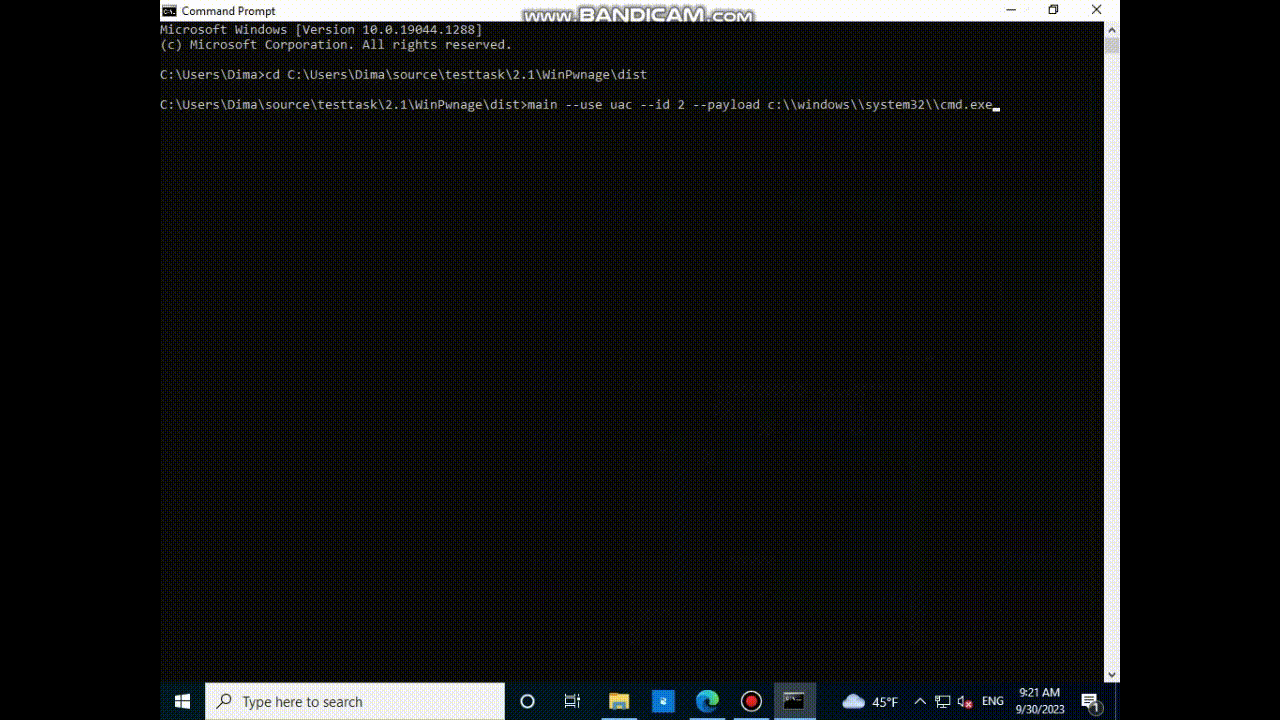 Command Prompt
www.BANDICAM.com
Microsoft Windows [Version 10.0.19044.1288]
(c) Microsoft Corporation. All rights reserved.
C:\Users\Dima>cd C:\Users\Dima\source\testtask\2.1\WinPwnage\dist
C:\Users\Dima\source\testtask\2.1\WinPwnage\dist>main --use uac --id 2 --payload c:\\windows\\system32\\cmd.exe
Type here to search
45°F
ENG
9:21 AM
9/30/2023
1